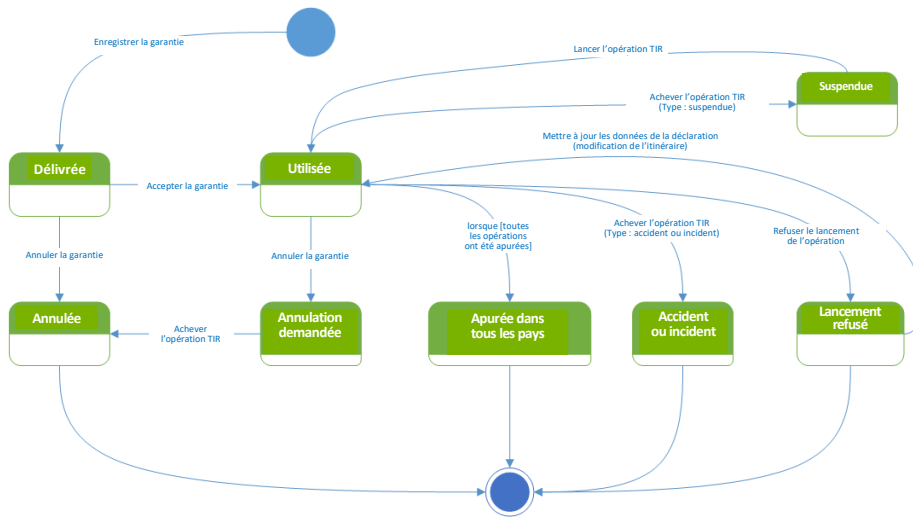 Enregistrer la garantie
Lancer l'opération TIR
Suspendue
Achever l'opération TIR
(Type : suspendue)
Mettre à jour les données de la déclaration
(modification de l'itinéraire)
Délivrée
Accepter la garantie
Utilisée
Annuler la garantie
Annuler la garantie
lorsque [toutes
les opérations
ont été apurées]
Achever l'opération TIR
(Type : accident ou incident)
Refuser le lancement
de l'opération
Annulée
Achever
l'opération TIR
Annulation
demandée
Apurée dans
tous les pays
Accident
ou incident
Lancement
refusé